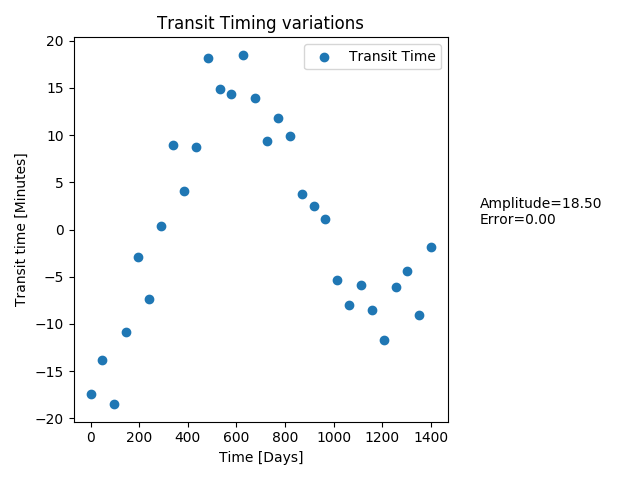 Transit Timing variations
Transit Time
20
15
10
5
0
−5
−10
−15
−20
Transit time [Minutes]
0 200 400 600 800 1000 1200 1400
Time [Days]
Amplitude=18.50
Error=0.00